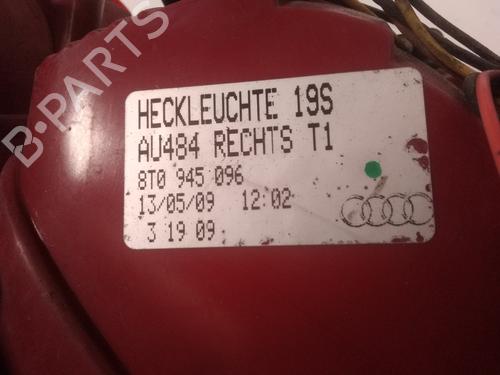 B-PARTS
HECKLEUCHTE 19S
AU484 RECHTS T1
8T0 945 096
13/05/09 12:02
3 19 09